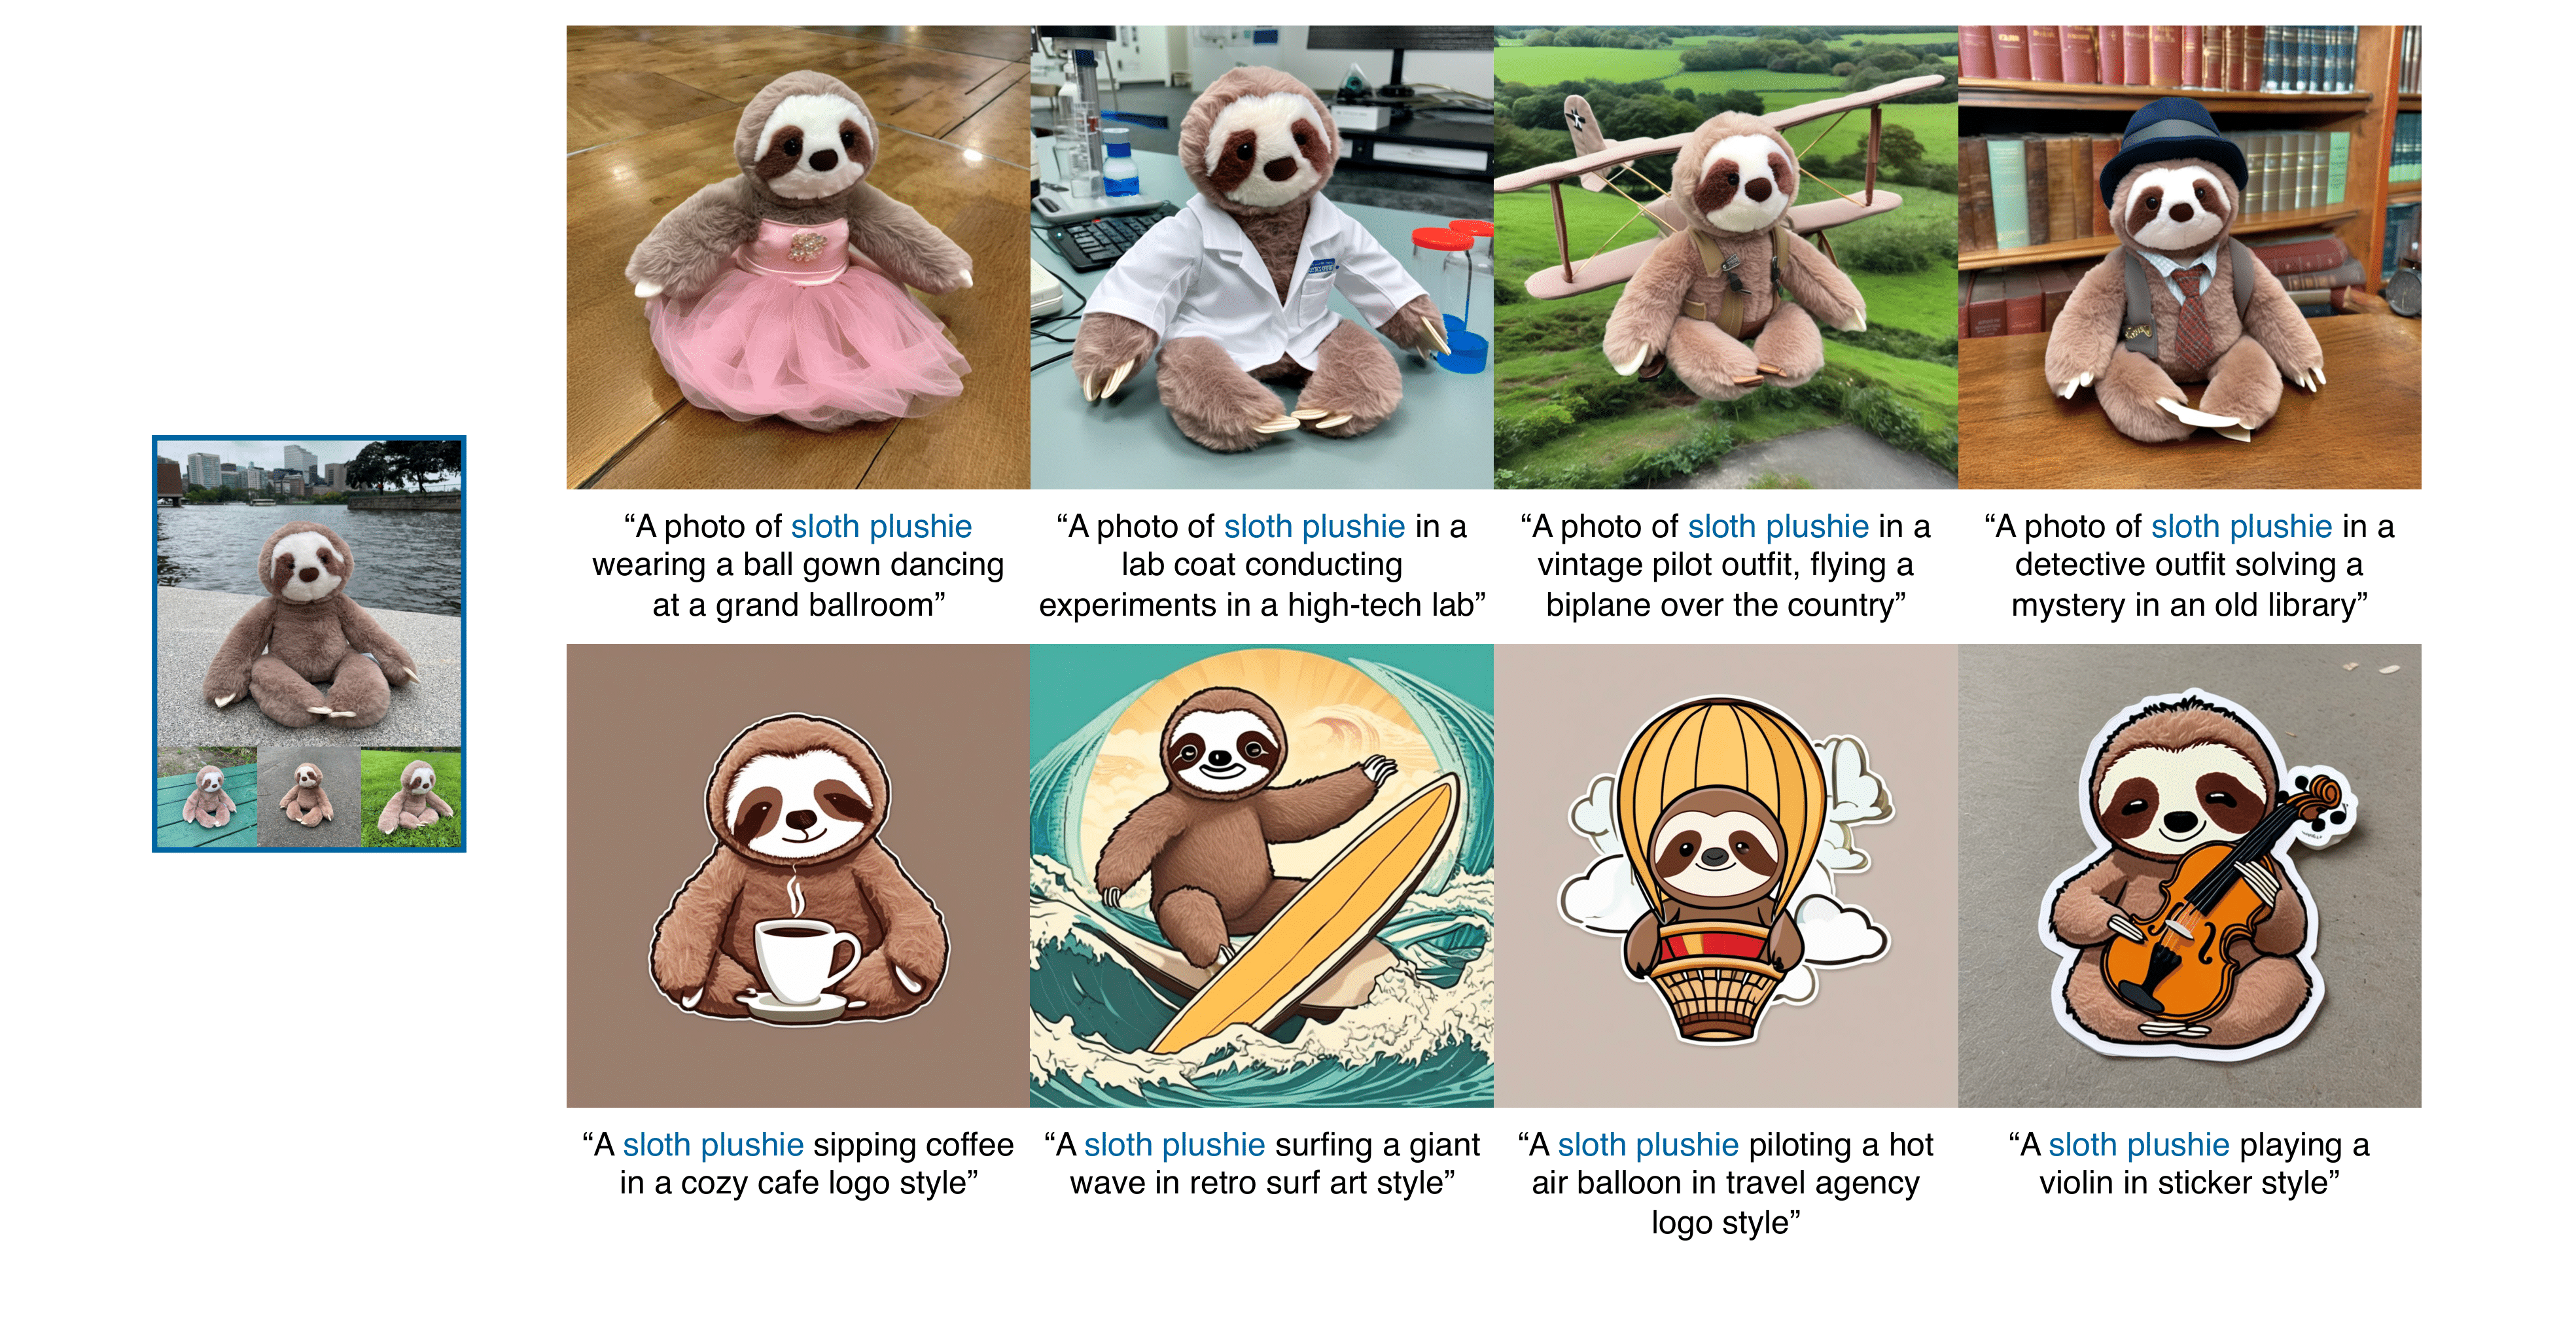 “A photo of sloth plushie
wearing a ball gown dancing
at a grand ballroom”
“A photo of sloth plushie in a
lab coat conducting
experiments in a high-tech lab”
“A photo of sloth plushie in a
vintage pilot outfit, flying a
biplane over the country”
“A photo of sloth plushie in a
detective outfit solving a
mystery in an old library”
“A sloth plushie sipping coffee
in a cozy cafe logo style”
“A sloth plushie surfing a giant
wave in retro surf art style”
“A sloth plushie piloting a hot
air balloon in travel agency
logo style”
“A sloth plushie playing a
violin in sticker style”